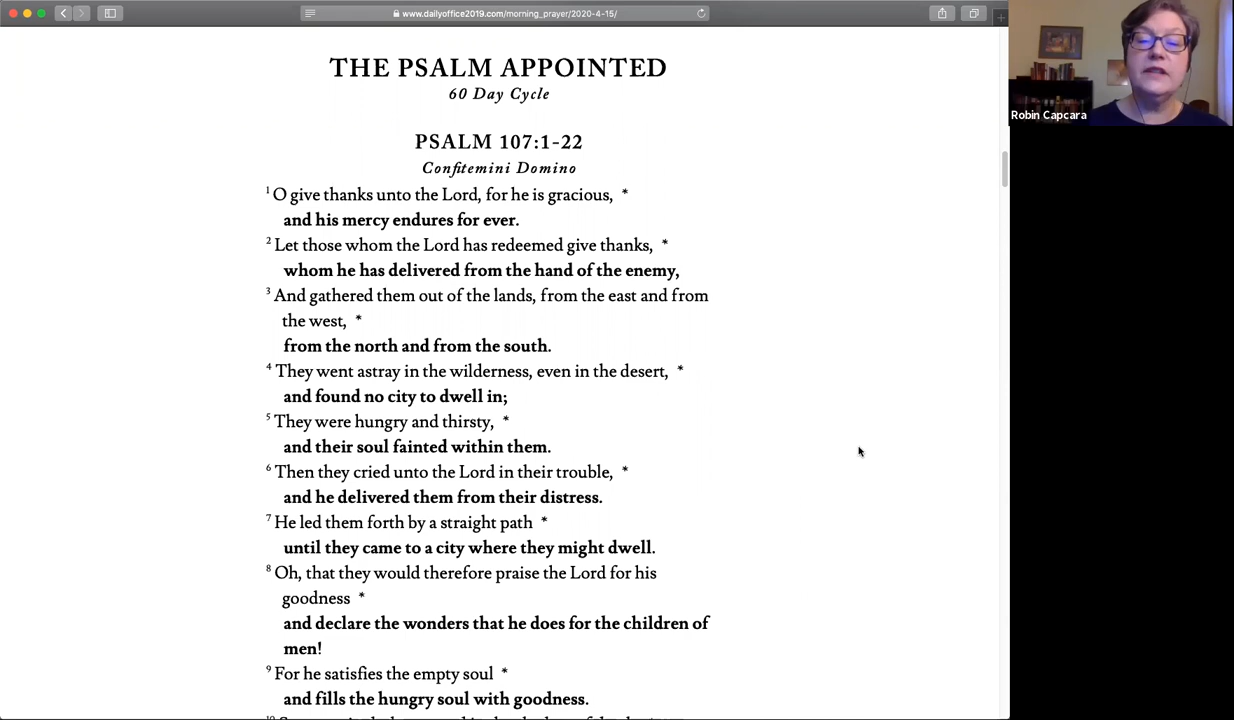 www.dailyoffice2019.com/morning_prayer/2020-4-15/
THE PSALM APPOINTED
60 Day Cycle
PSALM 107:1-22
Confitemini Domino
1 O give thanks unto the Lord, for he is gracious, *
and his mercy endures for ever.
2 Let those whom the Lord has redeemed give thanks, *
whom he has delivered from the hand of the enemy,
3 And gathered them out of the lands, from the east and from
the west, *
from the north and from the south.
4 They went astray in the wilderness, even in the desert, *
and found no city to dwell in;
5 They were hungry and thirsty, *
and their soul fainted within them.
6 Then they cried unto the Lord in their trouble, *
and he delivered them from their distress.
7 He led them forth by a straight path *
until they came to a city where they might dwell.
8 Oh, that they would therefore praise the Lord for his
goodness *
and declare the wonders that he does for the children of
men!
9 For he satisfies the empty soul *
and fills the hungry soul with goodness.
Robin Capcara